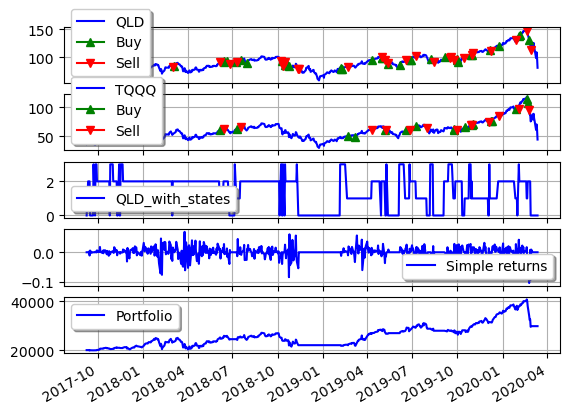 QLD
Buy
Sell
150
100
TQQQ
Buy
Sell
100
50
QLD_with_states
2
0
Simple returns
0.0
−0.1
Portfolio
40000
20000
2017-10
2018-01
2018-04
2018-07
2018-10
2019-01
2019-04
2019-07
2019-10
2020-01
2020-04